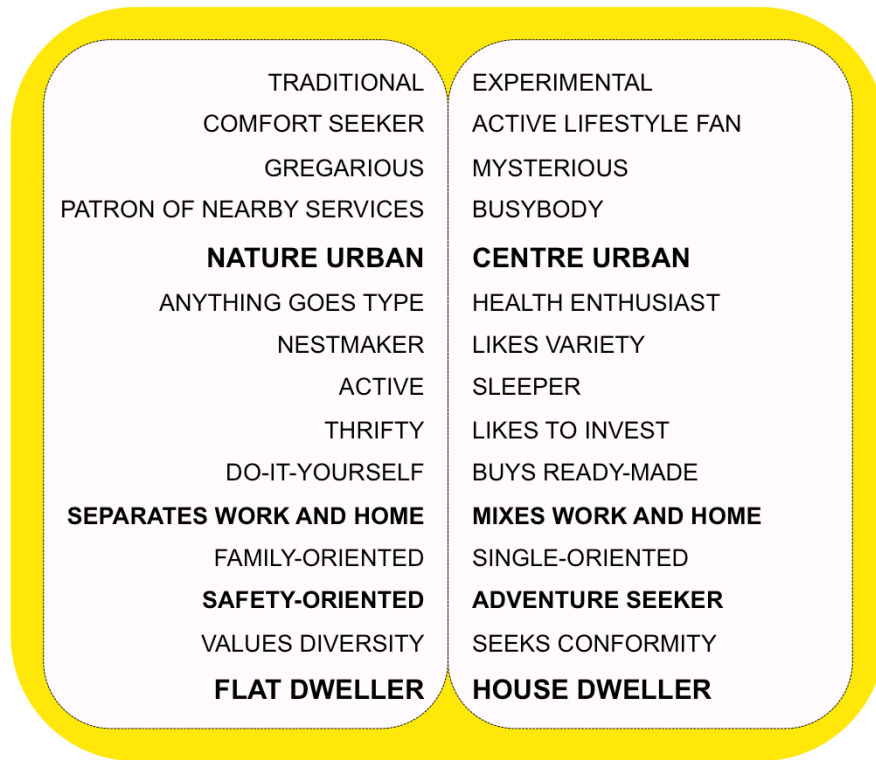 TRADITIONAL EXPERIMENTAL
COMFORT SEEKER ACTIVE LIFESTYLE FAN
GREGARIOUS MYSTERIOUS
PATRON OF NEARBY SERVICES BUSYBODY
NATURE URBAN CENTRE URBAN
ANYTHING GOES TYPE HEALTH ENTHUSIAST
NESTMAKER LIKES VARIETY
ACTIVE SLEEPER
THRIFTY LIKES TO INVEST
DO-IT-YOURSELF BUYS READY-MADE
SEPARATES WORK AND HOME MIXES WORK AND HOME
FAMILY-ORIENTED SINGLE-ORIENTED
SAFETY-ORIENTED ADVENTURE SEEKER
VALUES DIVERSITY SEEKS CONFORMITY
FLAT DWELLER HOUSE DWELLER